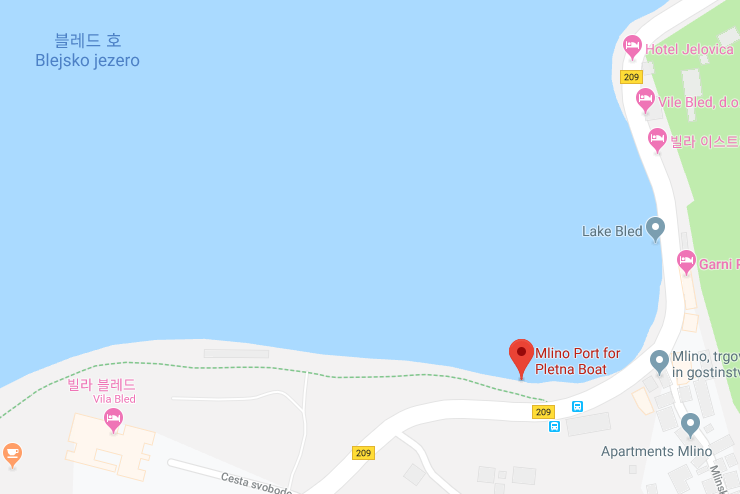 블레드 호
Blejsko jezero
Hotel Jelovica
209
Vile Bled, d.o
빌라 이스트
Lake Bled
Garni
Mlino Port for
Pletna Boat
Mlino, trgov
in gostinstv
빌라 블레드
Vila Bled
209
209
Apartments Mlino
Cesta svobode
Mlinsk